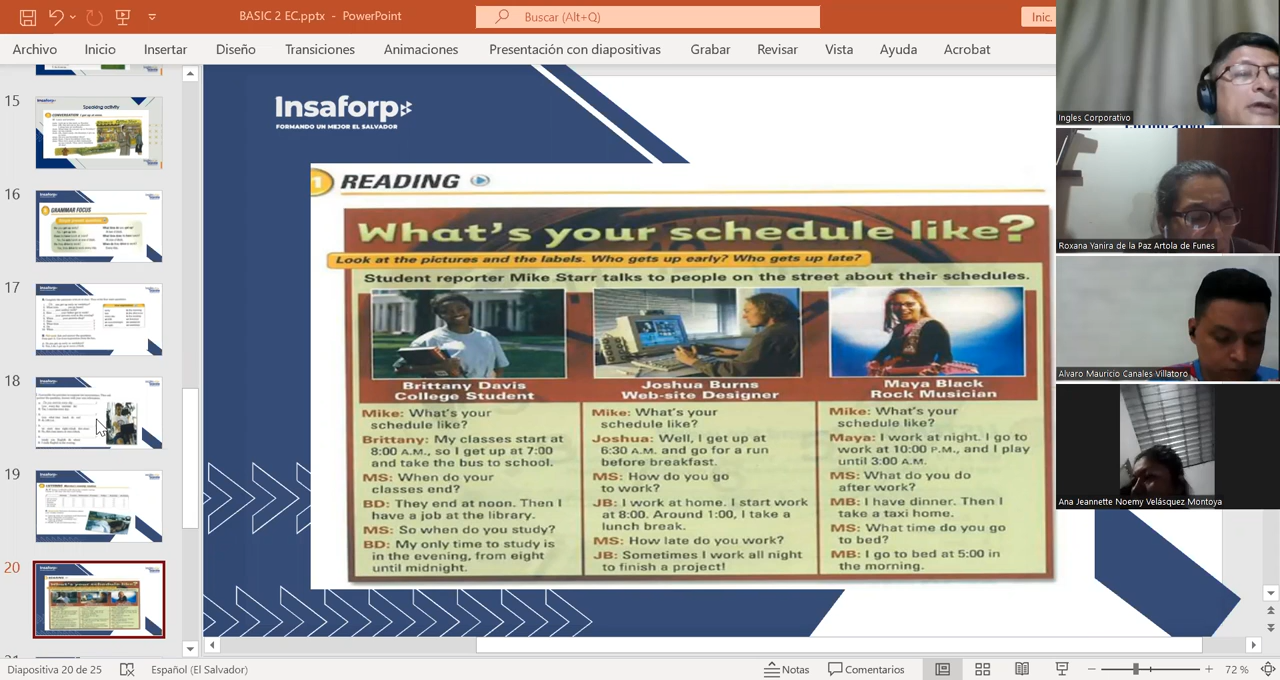 BASIC 2 EC.pptx - PowerPoint
Buscar (Alt+Q)
Inic.
Archivo Inicio Insertar Diseño Transiciones Animaciones Presentación con diapositivas Grabar Revisar Vista Ayuda Acrobat
15
Speaking activity
16
GRAMMAR FOCUS
17
18
19
20
Insaforp
FORMANDO UN MEJOR EL SALVADOR
READING
What's your schedule like?
Look at the pictures and the labels. Who gets up early? Who gets up late?
Student reporter Mike Starr talks to people on the street about their schedules.
Brittany Davis
College Student
Mike: What's your
schedule like?
Brittany: My classes start at
8:00 A.M., so I get up at 7:00
and take the bus to school.
MS: When do your
classes end?
BD: They end at noon. Then I
have a job at the library.
MS: So when do you study?
BD: My only time to study is
in the evening, from eight
until midnight.
Joshua Burns
Web-site Designer
Mike: What's your
schedule like?
Joshua: Well, I get up at
6:30 A.M. and go for a run
before breakfast.
MS: How do you go
to work?
JB: I work at home. I start work
at 8:00. Around 1:00, I take a
lunch break.
MS: How late do you work?
JB: Sometimes I work all night
to finish a project!
Maya Black
Rock Musician
Mike: What's your
schedule like?
Maya: I work at night. I go to
work at 10:00 P.M., and I play
until 3:00 A.M.
MS: What do you do
after work?
MB: I have dinner. Then I
take a taxi home.
MS: What time do you go
to bed?
MB: I go to bed at 5:00 in
the morning.
Ingles Corporativo
Roxana Yanira de la Paz Artola de Funes
Alvaro Mauricio Canales Villatoro
Ana Jeannette Noemy Velásquez Montoya
Diapositiva 20 de 25 Español (El Salvador) Notas Comentarios 72 %